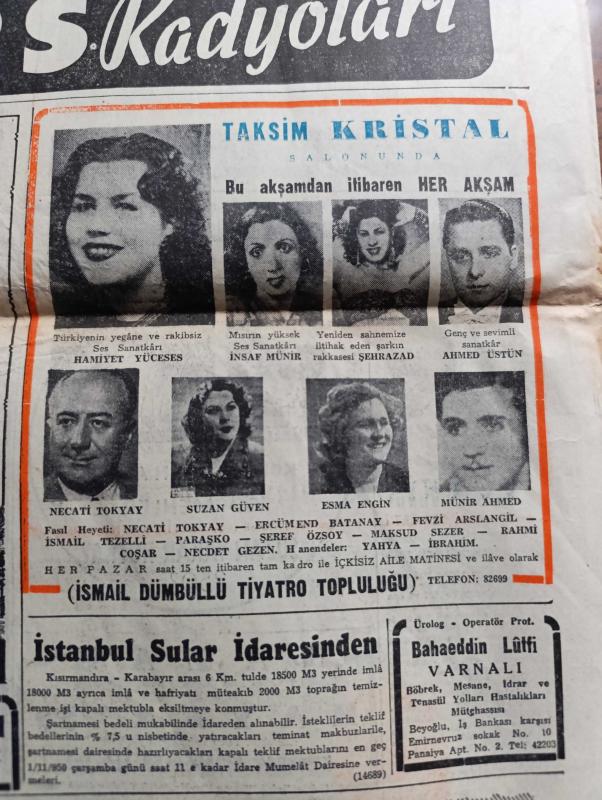 S. Radyoları
TAKSİM KRİSTAL
SALONUNDA
Bu akşamdan itibaren HER AKŞAM
Türkiyenin yegâne ve rakibsiz
Ses Sanatkârı
HAMİYET YÜCESES
Mısırın yüksek
Ses Sanatkârı
İNSAF MÜNİR
Yeniden sahnemize
iltihak eden şarkın
rakkasesi ŞEHRAZAD
Genç ve sevimli
sanatkâr
AHMED ÜSTÜN
NECATİ TOKYAY
SUZAN GÜVEN
ESMA ENGİN
MÜNİR AHMED
Fasıl Heyeti: NECATİ TOKYAY — ERCÜMEND BATANAY — FEVZİ ARSLANGİL —
İSMAİL TEZELLİ — PARAŞKO — ŞEREF ÖZSOY — MAKSUD SEZER — RAHMİ
COŞAR — NECDET GEZEN. Hanendeler: YAHYA — İBRAHİM.
HER PAZAR saat 15 ten itibaren tam kadro ile İÇKİSİZ AİLE MATİNESİ ve ilâve olarak
(İSMAİL DÜMBÜLLÜ TİYATRO TOPLULUĞU) TELEFON: 82699
İstanbul Sular İdaresinden
Kısırmandıra - Karabayır arası 6 Km. tulde 18500 M3 yerinde imlâ
18000 M3 ayrıca imlâ ve hafriyatı müteakıb 2000 M3 toprağın temiz-
lenme işi kapalı mektubla eksiltmeye konmuştur.
Şartnamesi bedeli mukabilinde İdareden alınabilir. İsteklilerin teklif
bedellerinin % 7,5 u nisbetinde yatıracakları teminat makbuzlarile,
şartnamesi dairesinde hazırlıyacakları kapalı teklif mektublarını en geç
1/11/950 çarşamba günü saat 11 e kadar İdare Mumelât Dairesine ver-
meleri. (14689)
Ürolog - Operatör Prof.
Bahaeddin Lûtfi
VARNALI
Böbrek, Mesane, İdrar ve
Tenasül Yolları Hastalıkları
Mütehassısı
Beyoğlu, İş Bankası karşısı
Emirnevruz sokak No. 10
Panaiya Apt. No. 2. Tel: 42203